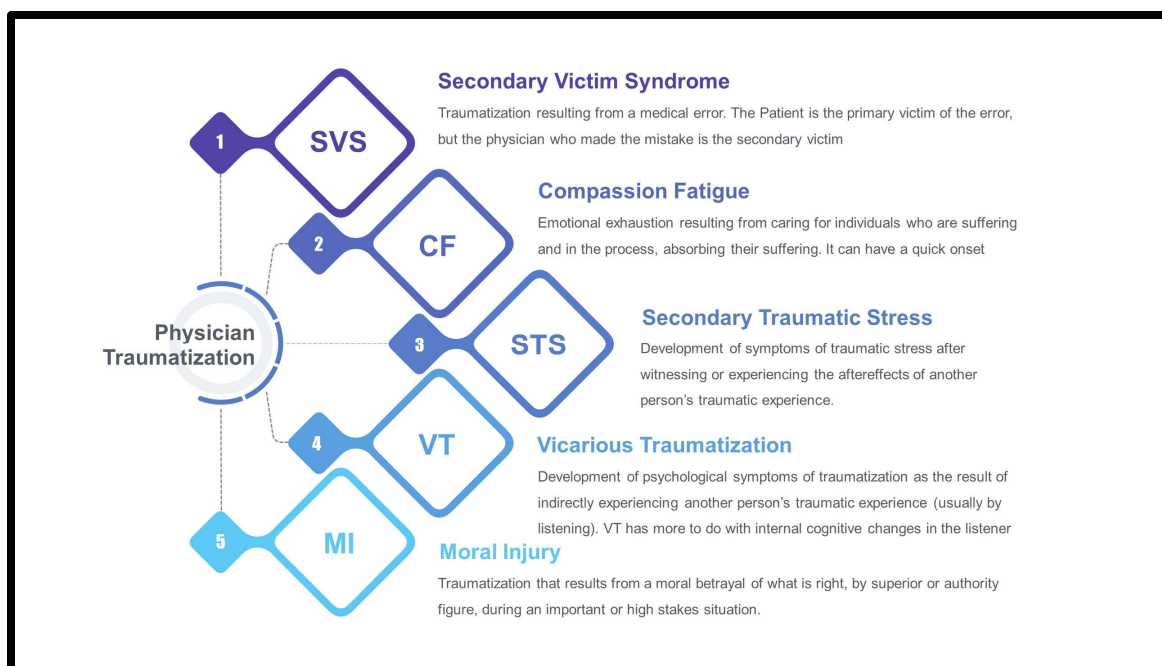 Physician
Traumatization
1
SVS
Secondary Victim Syndrome
Traumatization resulting from a medical error. The Patient is the primary victim of the error,
but the physician who made the mistake is the secondary victim
2
CF
Compassion Fatigue
Emotional exhaustion resulting from caring for individuals who are suffering
and in the process, absorbing their suffering. It can have a quick onset
3
STS
Secondary Traumatic Stress
Development of symptoms of traumatic stress after
witnessing or experiencing the aftereffects of another
person’s traumatic experience.
4
VT
Vicarious Traumatization
Development of psychological symptoms of traumatization as the result of
indirectly experiencing another person’s traumatic experience (usually by
listening). VT has more to do with internal cognitive changes in the listener
5
MI
Moral Injury
Traumatization that results from a moral betrayal of what is right, by superior or authority
figure, during an important or high stakes situation.